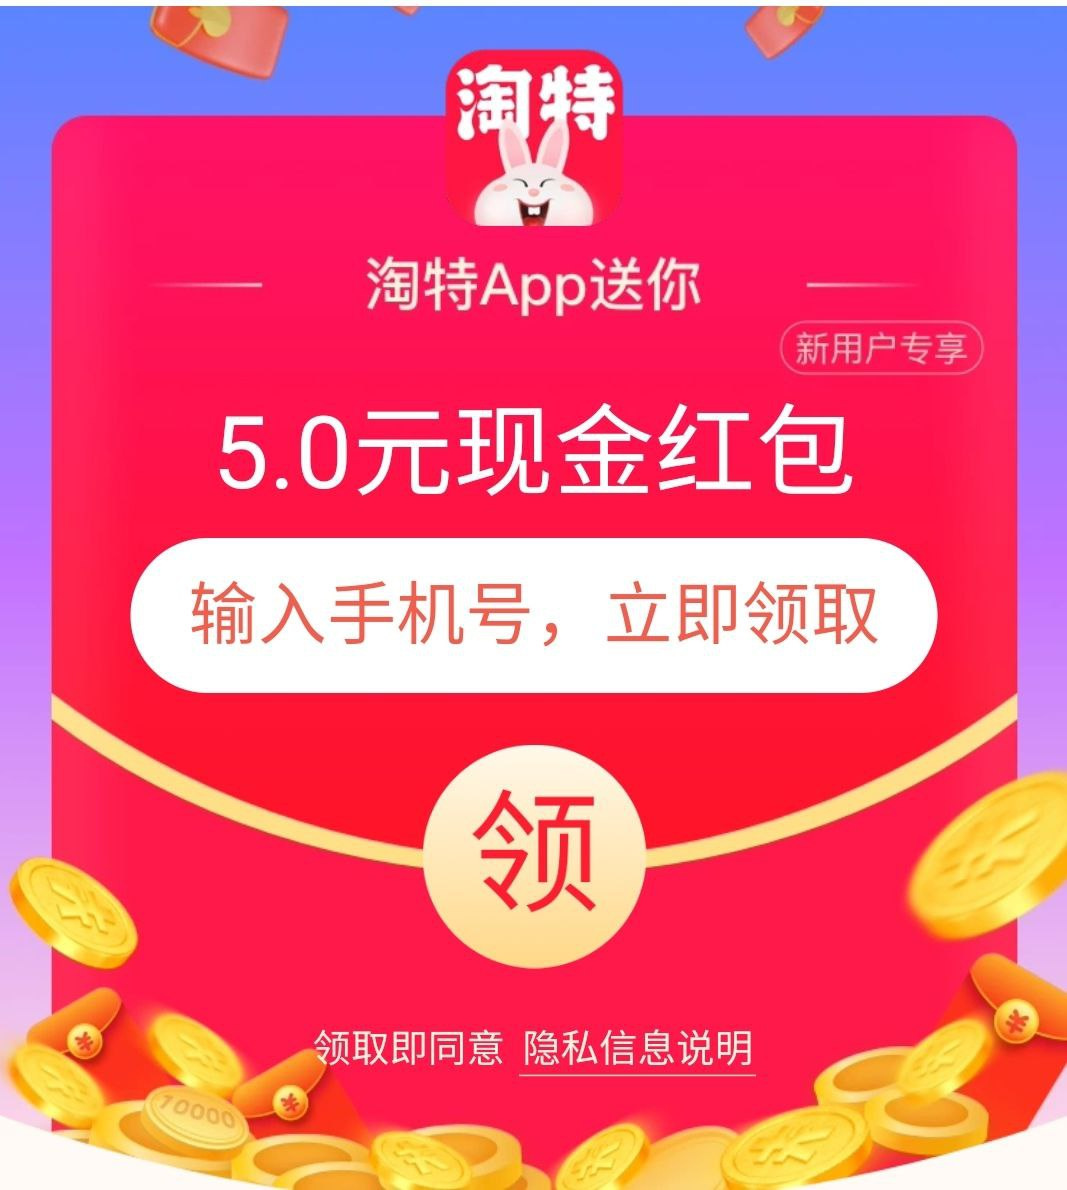 淘特
淘特App送你
新用户专享
5.0元现金红包
输入手机号，立即领取
领
领取即同意 隐私信息说明
10000